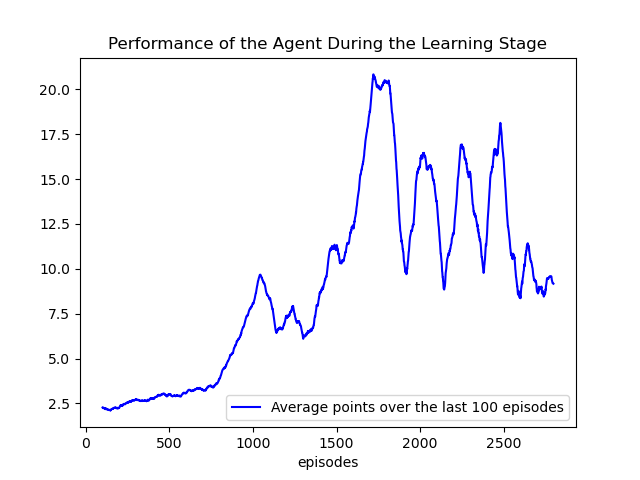 Performance of the Agent During the Learning Stage
20.0
17.5
15.0
12.5
10.0
7.5
5.0
2.5
Average points over the last 100 episodes
0 500 1000 1500 2000 2500
episodes